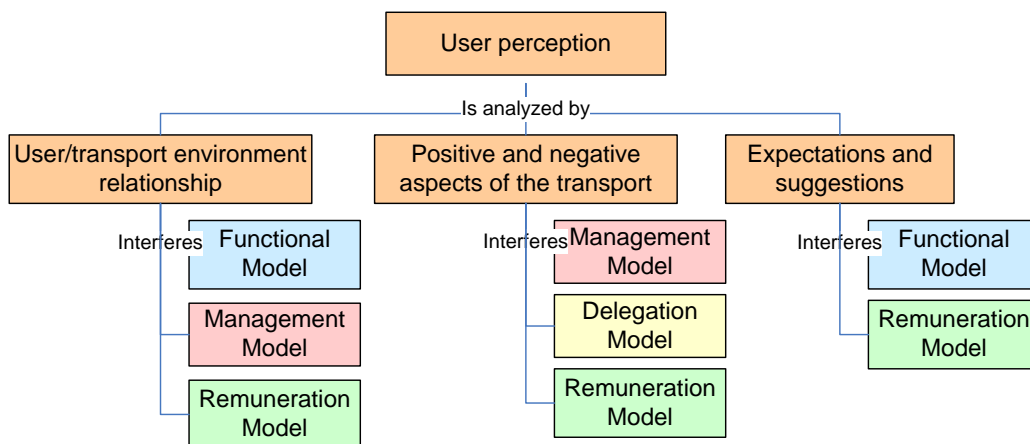 User perception
Is analyzed by
User/transport environment
relationship
Positive and negative
aspects of the transport
Expectations and
suggestions
Interferes
Functional
Model
Management
Model
Remuneration
Model
Interferes
Management
Model
Delegation
Model
Remuneration
Model
Interferes
Functional
Model
Remuneration
Model